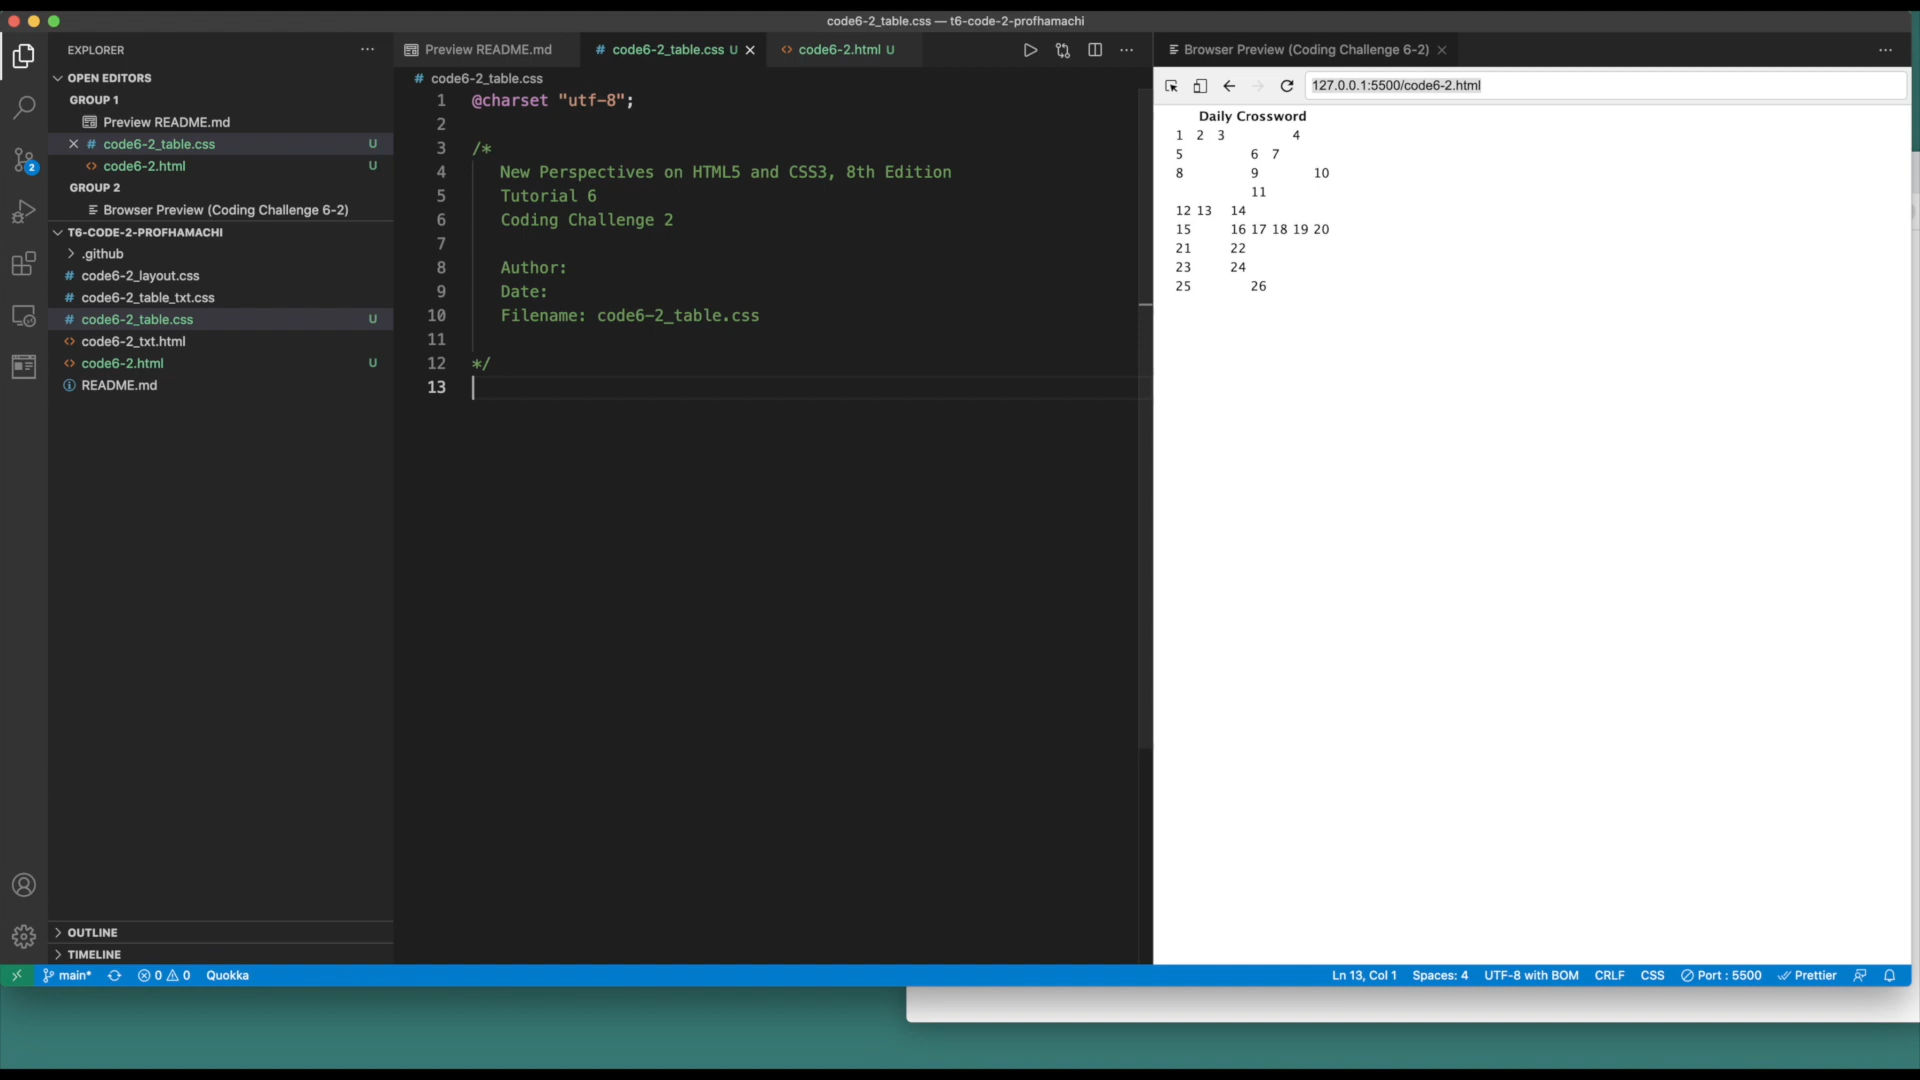 code6-2_table.css — t6-code-2-profhamachi
EXPLORER
OPEN EDITORS
GROUP 1
Preview README.md
# code6-2_table.css U
<> code6-2.html U
GROUP 2
Browser Preview (Coding Challenge 6-2)
T6-CODE-2-PROFHAMACHI
.github
# code6-2_layout.css
# code6-2_table_txt.css
# code6-2_table.css U
<> code6-2_txt.html
<> code6-2.html U
README.md
OUTLINE
TIMELINE
2
Preview README.md
# code6-2_table.css U
<> code6-2.html U
# code6-2_table.css
1 @charset "utf-8";
2
3 /*
4 New Perspectives on HTML5 and CSS3, 8th Edition
5 Tutorial 6
6 Coding Challenge 2
7
8 Author:
9 Date:
10 Filename: code6-2_table.css
11
12 */
13
Browser Preview (Coding Challenge 6-2)
127.0.0.1:5500/code6-2.html
Daily Crossword
1 2 3 4
5 6 7
8 9 10
11
12 13 14
15 16 17 18 19 20
21 22
23 24
25 26
main* 0 0 Quokka
Ln 13, Col 1 Spaces: 4 UTF-8 with BOM CRLF CSS Port : 5500 Prettier